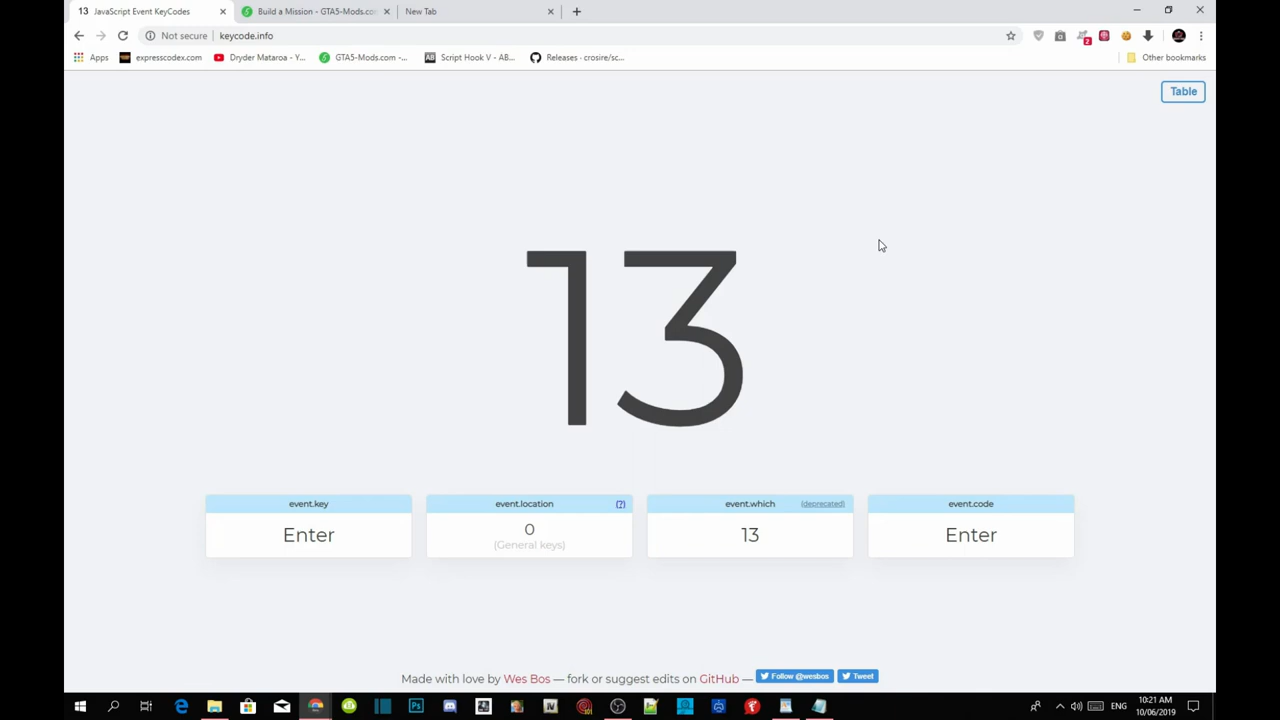 13 JavaScript Event KeyCodes
Build a Mission - GTA5-Mods.co
New Tab
Not secure
keycode.info
Apps
expresscodex.com
Dryder Mataroa - Y...
GTA5-Mods.com -...
Script Hook V - AB...
Releases · crosire/sc...
Other bookmarks
Table
13
event.key
event.location
(?)
event.which
(deprecated)
event.code
Enter
0
(General keys)
13
Enter
Made with love by Wes Bos — fork or suggest edits on GitHub —
Follow @wesbos
Tweet
ENG
10:21 AM
10/06/2019